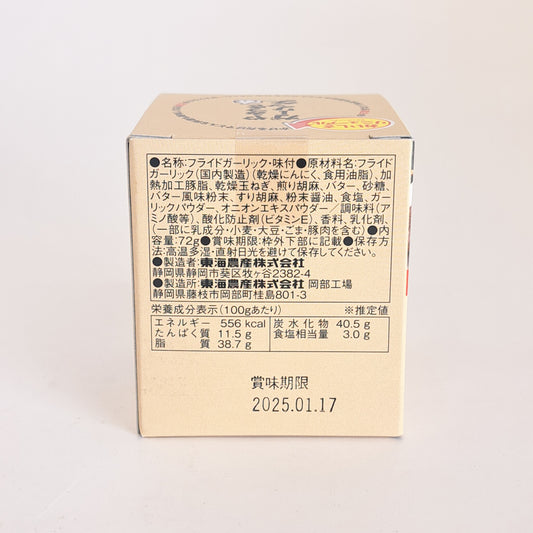 ●名称:フライドガーリック・味付●原材料名:フライド
ガーリック(国内製造)(乾燥にんにく、食用油脂)、加
熱加工豚脂、乾燥玉ねぎ、煎り胡麻、バター、砂糖、
バター風味粉末、すり胡麻、粉末醤油、食塩、ガー
リックパウダー、オニオンエキスパウダー/調味料(ア
ミノ酸等)、酸化防止剤(ビタミンE)、香料、乳化剤、
(一部に乳成分・小麦・大豆・ごま・豚肉を含む)●内
容量:72g●賞味期限:枠外下部に記載●保存方
法:高温多湿・直射日光を避けて保存してください。
●製造者:東海農産株式会社
静岡県静岡市葵区牧ヶ谷2382-4
●製造所:東海農産株式会社 岡部工場
静岡県藤枝市岡部町桂島801-3
栄養成分表示(100gあたり) ※推定値
エネルギー 556 kcal 炭水化物 40.5 g
たんぱく質 11.5 g 食塩相当量 3.0 g
脂質 38.7 g
賞味期限
2025.01.17